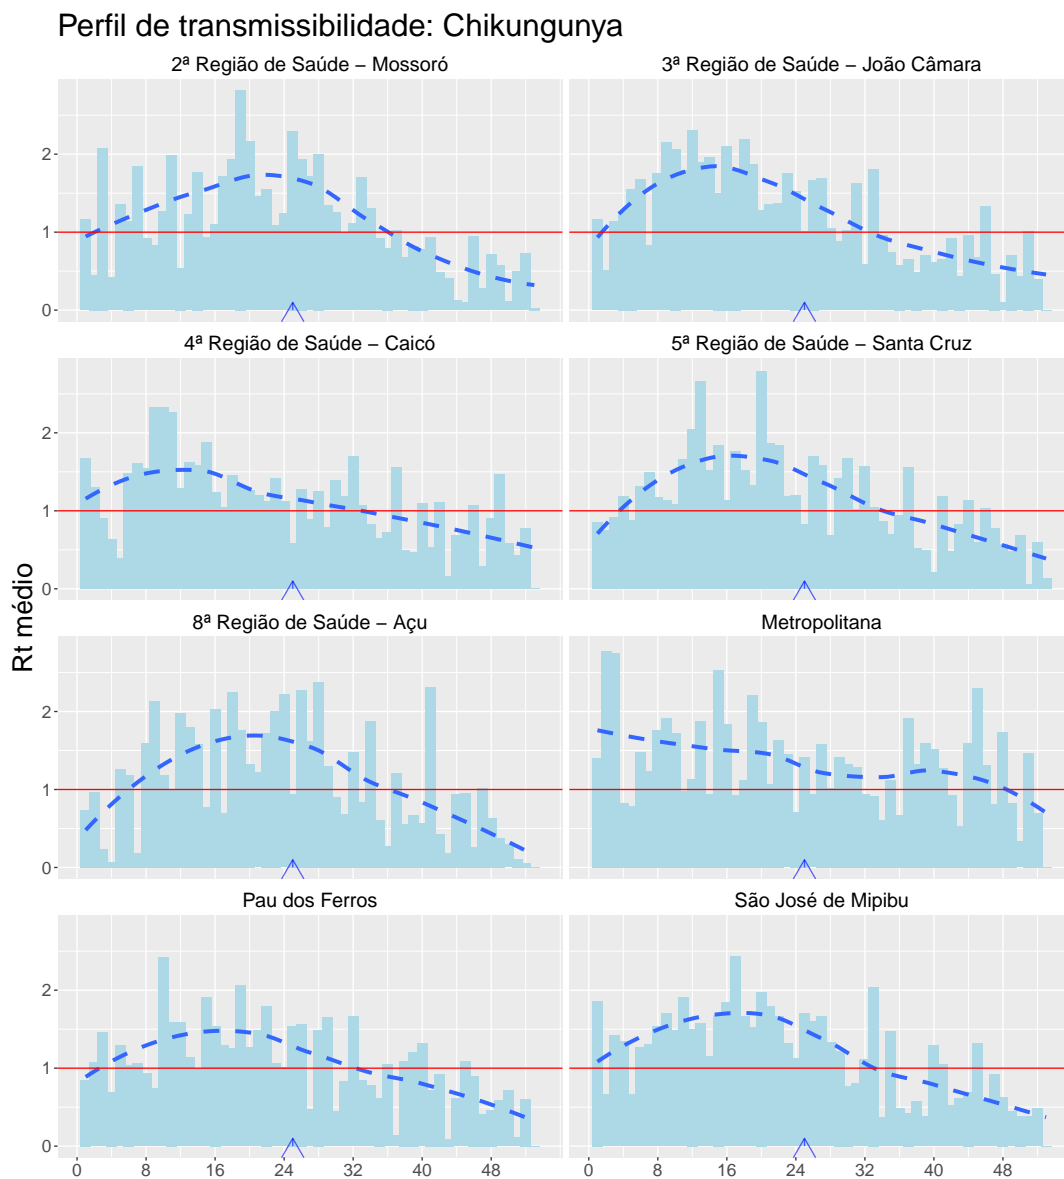 Perfil de transmissibilidade: Chikungunya
2ª Região de Saúde – Mossoró
3ª Região de Saúde – João Câmara
2
1
0
4ª Região de Saúde – Caicó
5ª Região de Saúde – Santa Cruz
2
1
0
Rt médio
8ª Região de Saúde – Açu
Metropolitana
2
1
0
Pau dos Ferros
São José de Mipibu
2
1
0
0 8 16 24 32 40 48
0 8 16 24 32 40 48